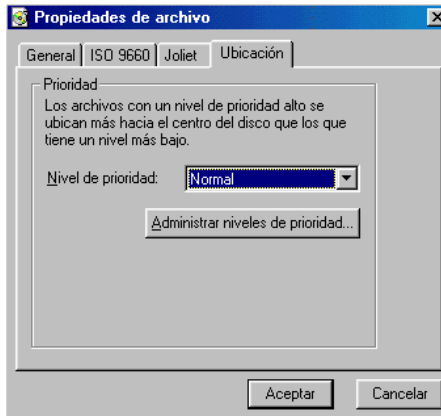 Propiedades de archivo
General ISO 9660 Joliet Ubicación
Prioridad
Los archivos con un nivel de prioridad alto se
ubican más hacia el centro del disco que los que
tiene un nivel más bajo.
Nivel de prioridad: Normal
Administrar niveles de prioridad...
Aceptar Cancelar